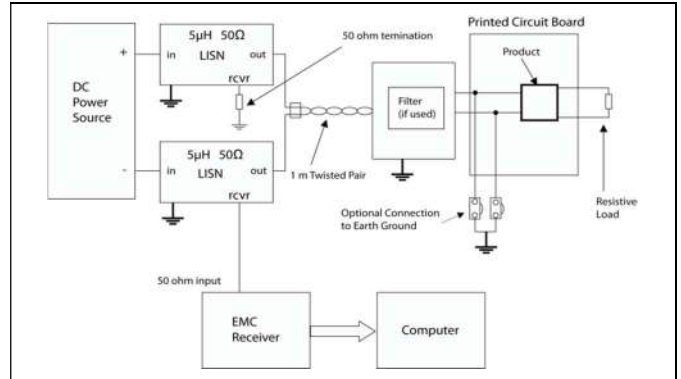 Printed Circuit Board
5µH 50Ω
in
out
LISN
rcvr
50 ohm temination
Product
+
DC
Power
Source
-
Filter
(if used)
5µH 50Ω
in
out
LISN
rcvr
1 m Twisted Pair
Optional Connection
to Earth Ground
Resistive
Load
50 ohm input
EMC
Receiver
Computer